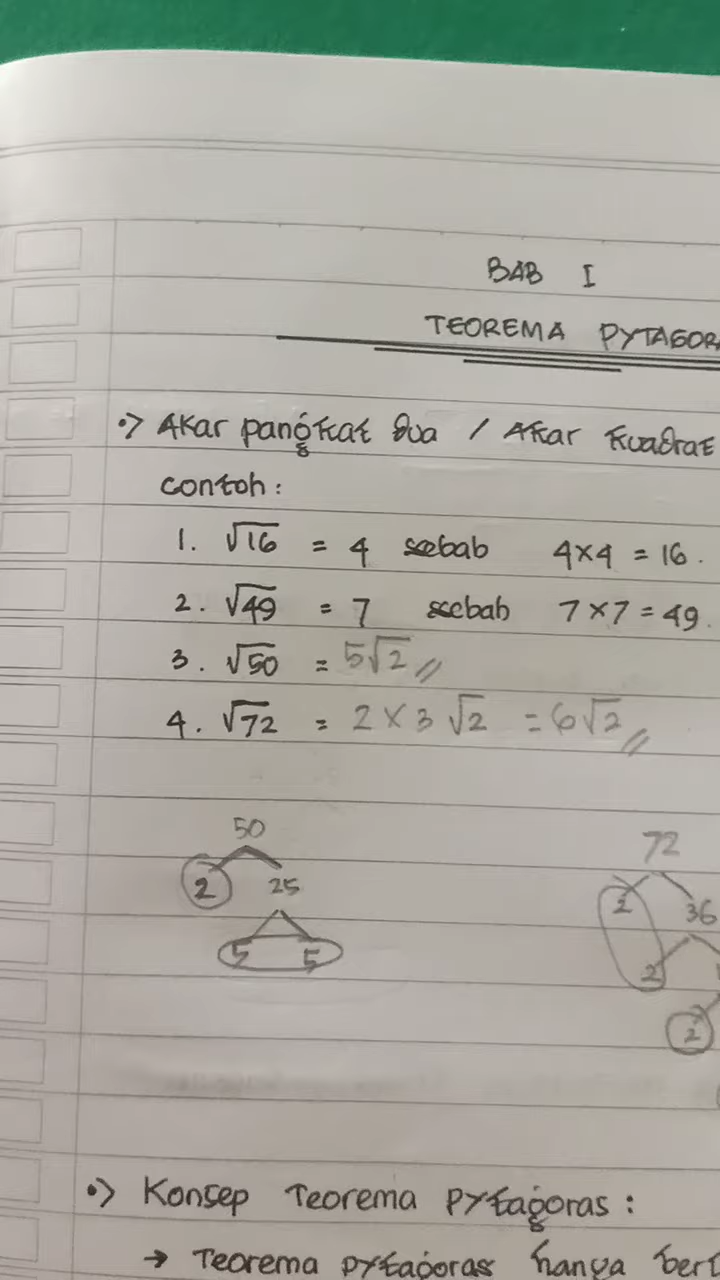 BAB I
TEOREMA PYTAGORA
•> Akar pangkat dua / Akar kuadrat
contoh:
1. √16 = 4 sebab 4×4 = 16.
2. √49 = 7 sebab 7×7 = 49.
3. √50 = 5√2 //
4. √72 = 2×3√2 = 6√2 //
50
2 25
5 5
72
2 36
2
2
•> Konsep Teorema pytagoras :
→ Teorema pytagoras hanya